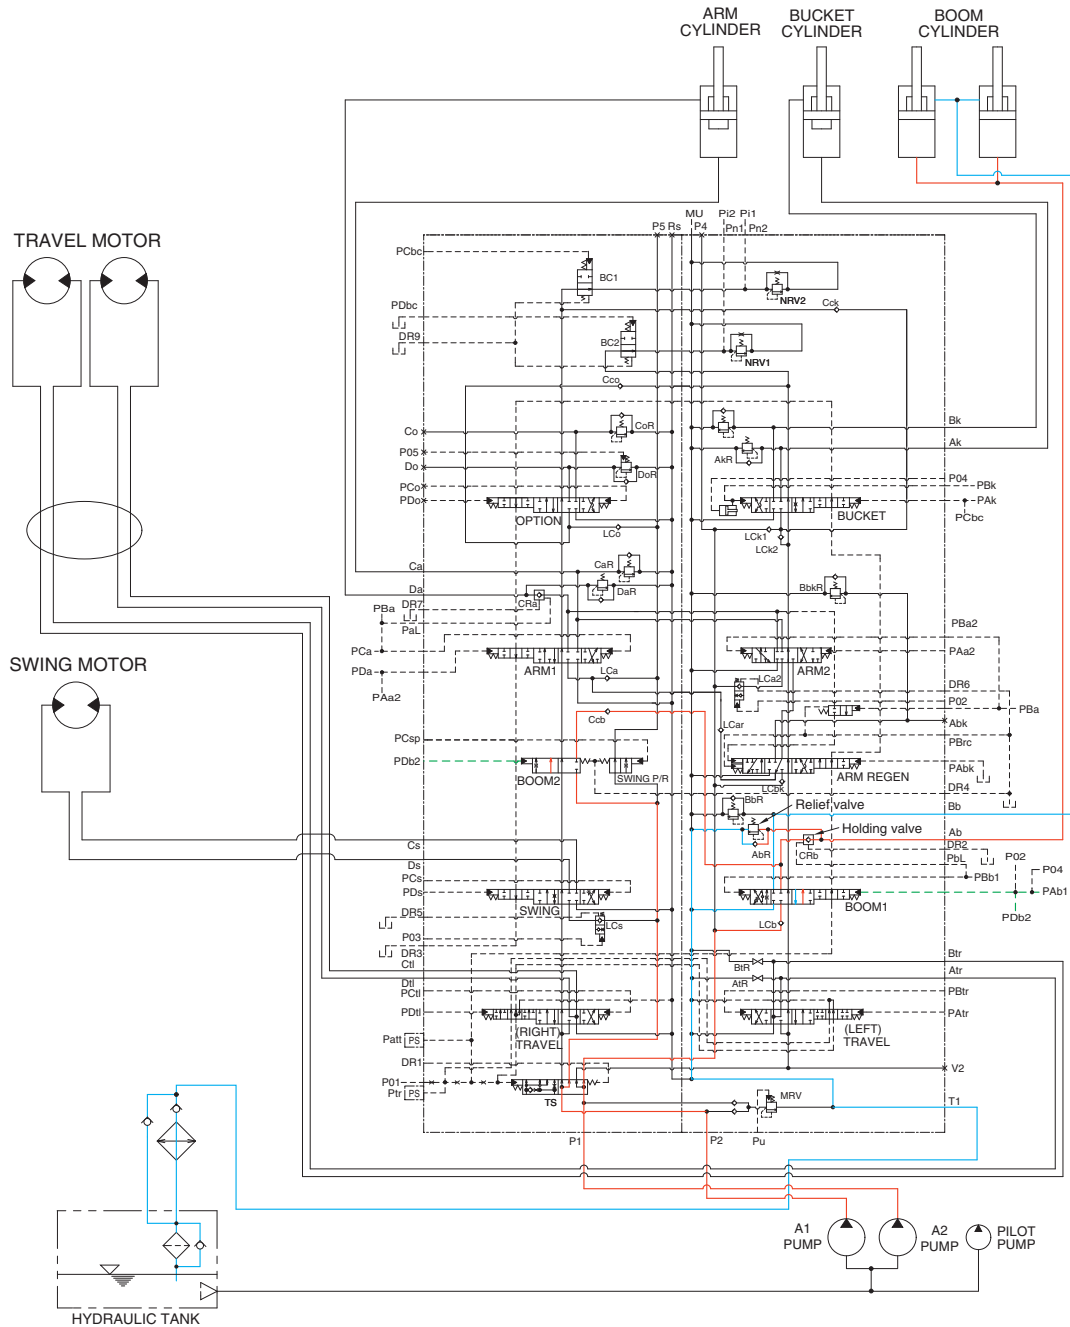 ARM
CYLINDER
BUCKET
CYLINDER
BOOM
CYLINDER
TRAVEL MOTOR
SWING MOTOR
MU
Pi2
Pi1
P5
Rs
P4
Pn1
Pn2
PCbc
BC1
NRV2
Cck
PDbc
DR9
BC2
NRV1
Cco
Co
CoR
Bk
P05
Ak
Do
DoR
AkR
PCo
P04
PBk
PDo
PAk
OPTION
BUCKET
PCbc
LCo
LCk1
LCk2
Ca
CaR
Da
DaR
BbkR
DR7
CRa
PBa
PaL
PBa2
PCa
PAa2
PDa
ARM1
LCa
ARM2
LCa2
PAa2
DR6
P02
PBa
Ccb
LCar
Abk
PCsp
PBrc
PDb2
PAbk
BOOM2
SWING P/R
ARM REGEN
LCbk
DR4
BbR
Relief valve
Bb
Holding valve
Ab
Cs
AbR
CRb
DR2
Ds
PbL
P02
PCs
PBb1
P04
PDs
PAb1
SWING
BOOM1
DR5
LCs
LCb
PDb2
P03
DR3
Btr
Ctl
BtR
Atr
Dtl
AtR
PCtl
PBtr
PDtl
PAtr
(RIGHT)
TRAVEL
(LEFT)
TRAVEL
Patt
PS
DR1
V2
P01
Ptr
PS
TS
MRV
T1
P1
P2
Pu
A1
PUMP
A2
PUMP
PILOT
PUMP
HYDRAULIC TANK